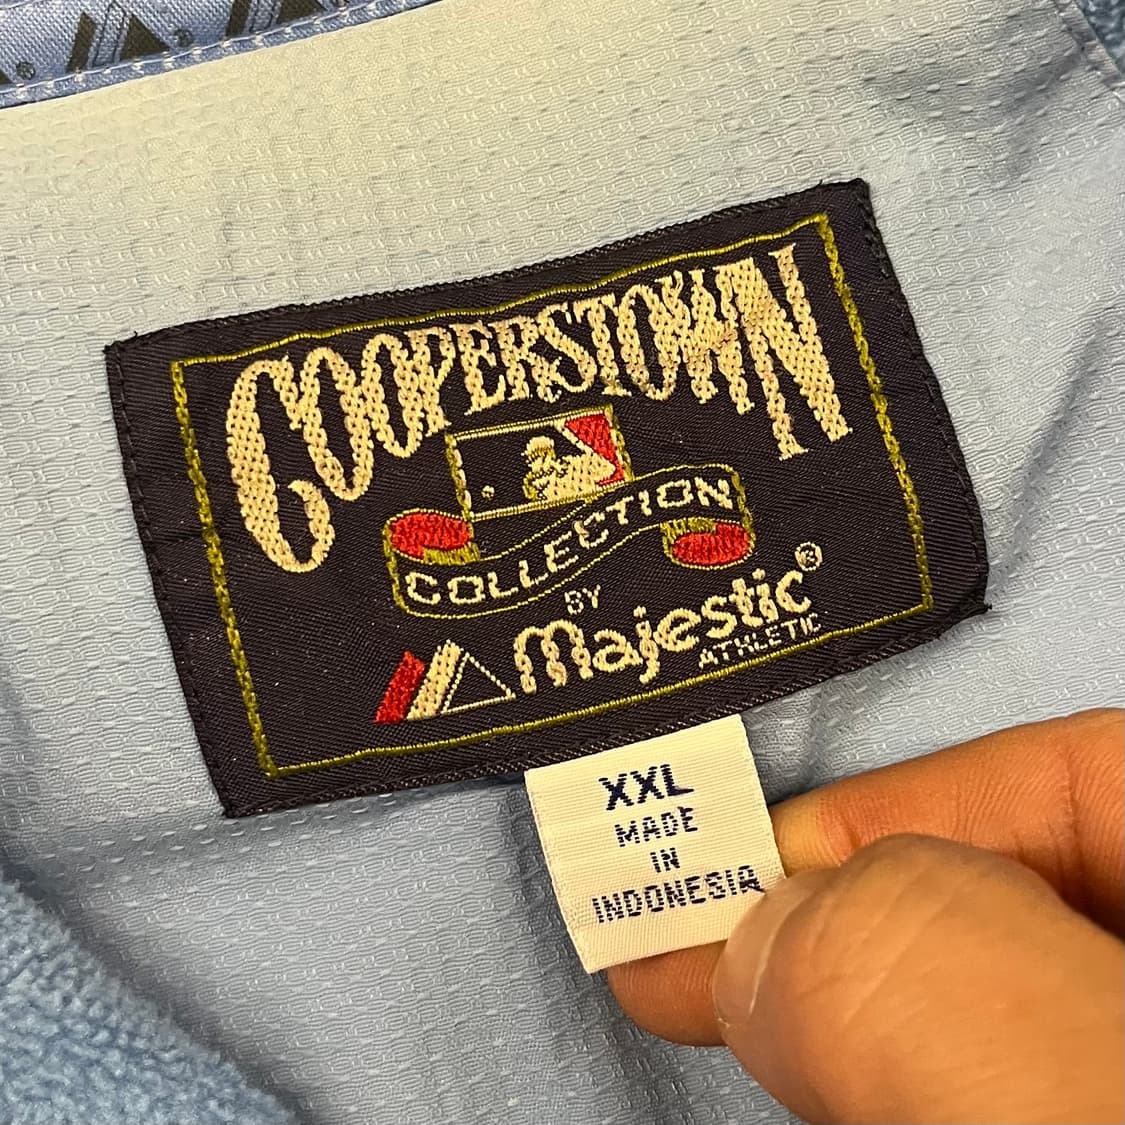 COOPERSTOWN
COLLECTION
BY
Majestic®
ATHLETIC
XXL
MADE
IN
INDONESIA